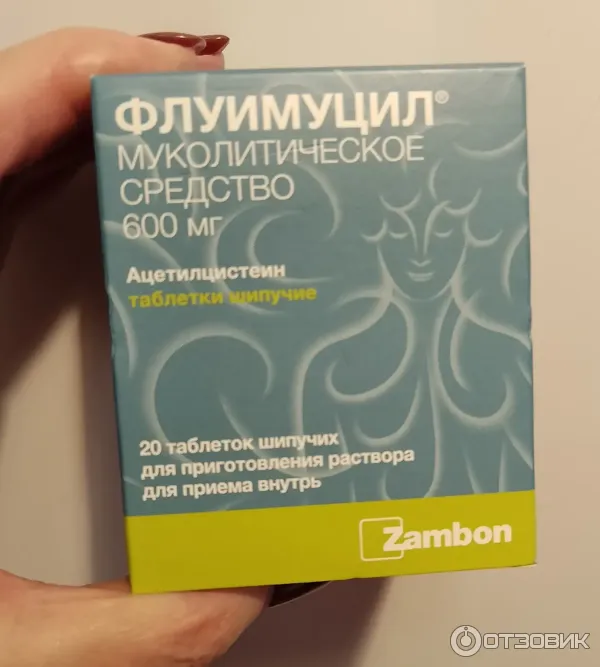 ФЛУИМУЦИЛ®
МУКОЛИТИЧЕСКОЕ
СРЕДСТВО
600 мг
Ацетилцистеин
таблетки шипучие
20 таблеток шипучих
для приготовления раствора
для приема внутрь
Zambon
ОТЗОВИК